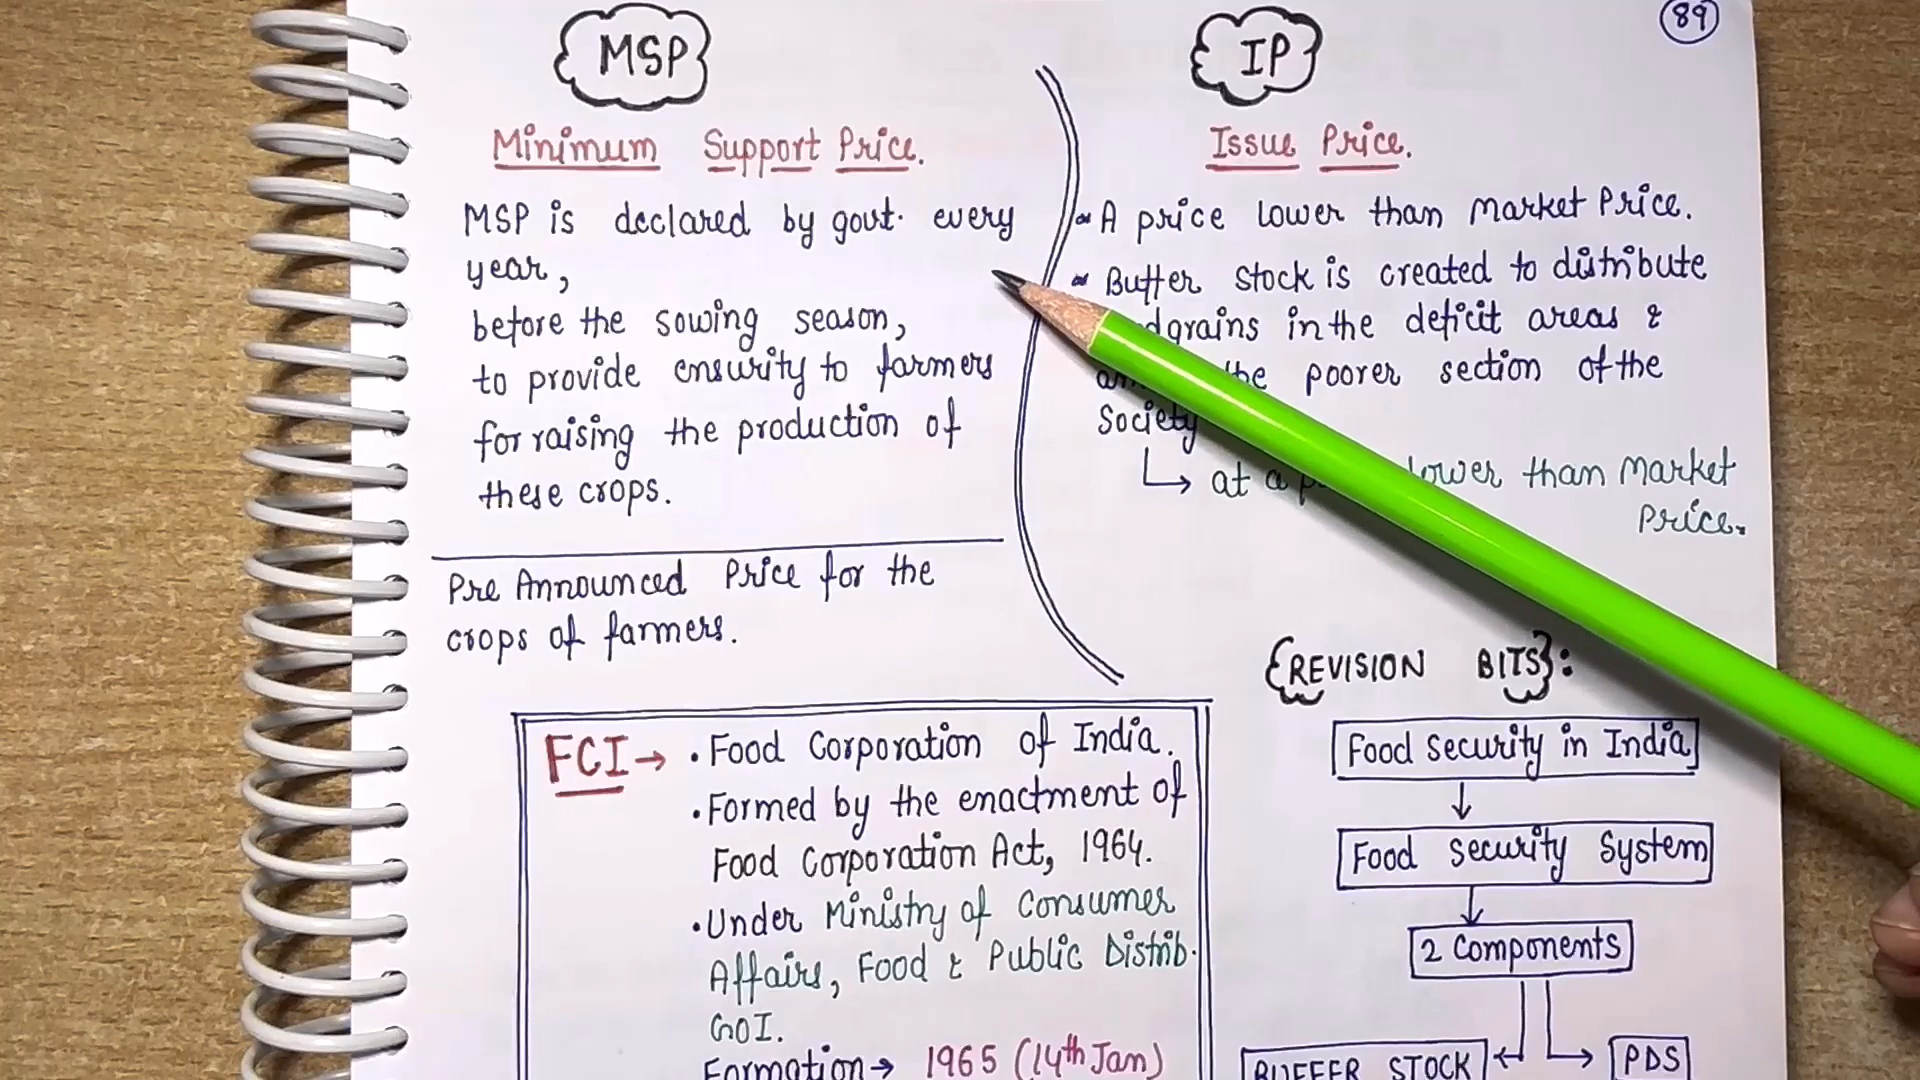 89
MSP
Minimum Support Price.
MSP is declared by govt. every
year,
before the sowing season,
to provide ensurity to farmers
for raising the production of
these crops.
Pre Announced Price for the
crops of farmers.
IP
Issue Price.
A price lower than Market Price.
Buffer stock is created to distribute
grains in the deficit areas &
the poorer section of the
Society
at a lower than Market
Price.
FCI → • Food Corporation of India.
• Formed by the enactment of
Food Corporation Act, 1964.
• Under Ministry of Consumer
Affairs, Food & Public Distrib.
GOI.
Formation → 1965 (14th Jan)
{REVISION BITS}:
Food Security in India
Food Security System
2 Components
BUFFER STOCK
PDS